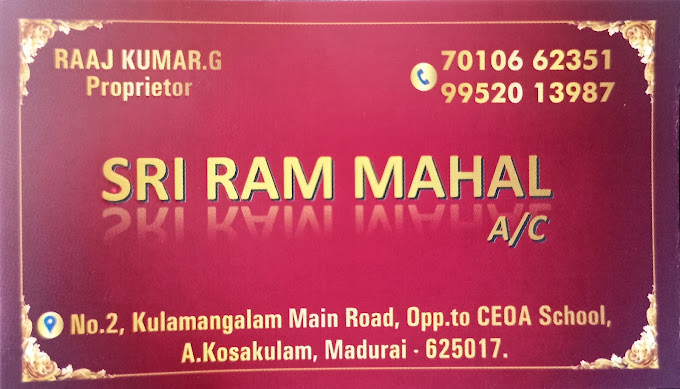 RAAJ KUMAR.G
Proprietor
70106 62351
99520 13987
SRI RAM MAHAL
A/C
No.2, Kulamangalam Main Road, Opp.to CEOA School,
A.Kosakulam, Madurai - 625017.